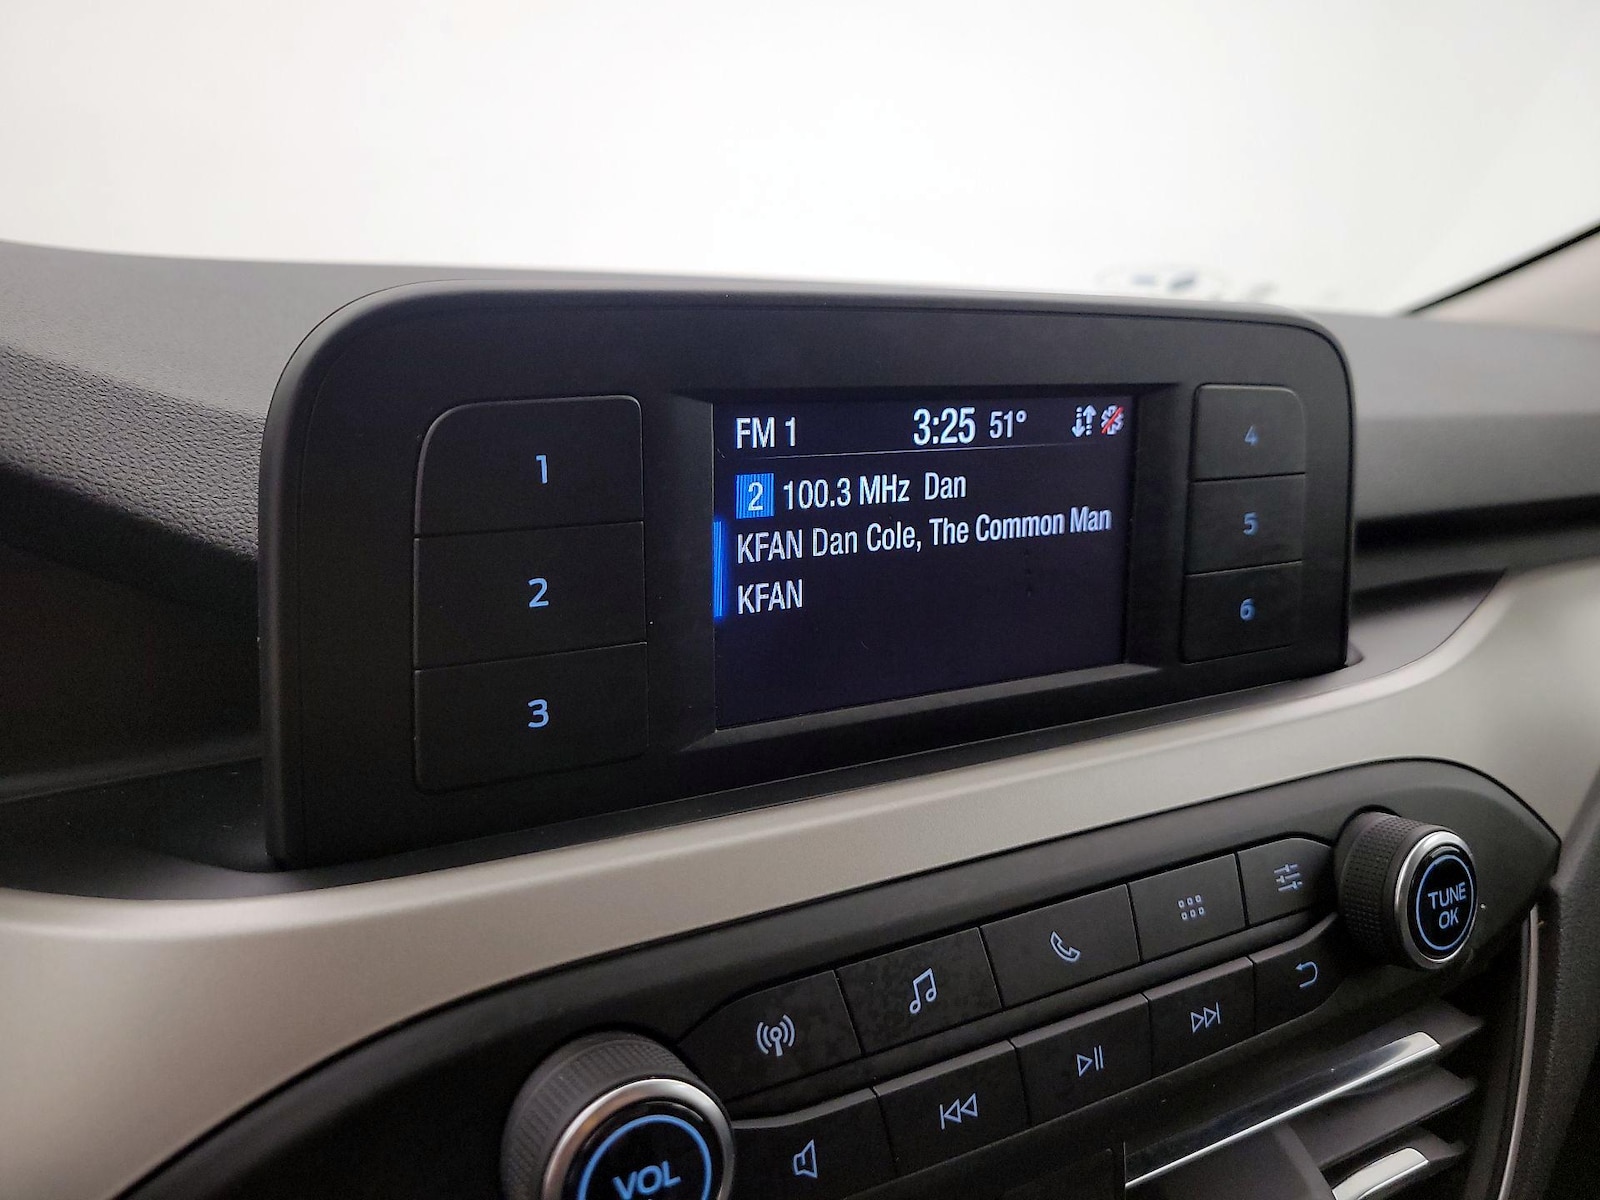 FM 1 3:25 51°
2 100.3 MHz Dan
KFAN Dan Cole, The Common Man
KFAN
1
2
3
4
5
6
TUNE
OK
VOL